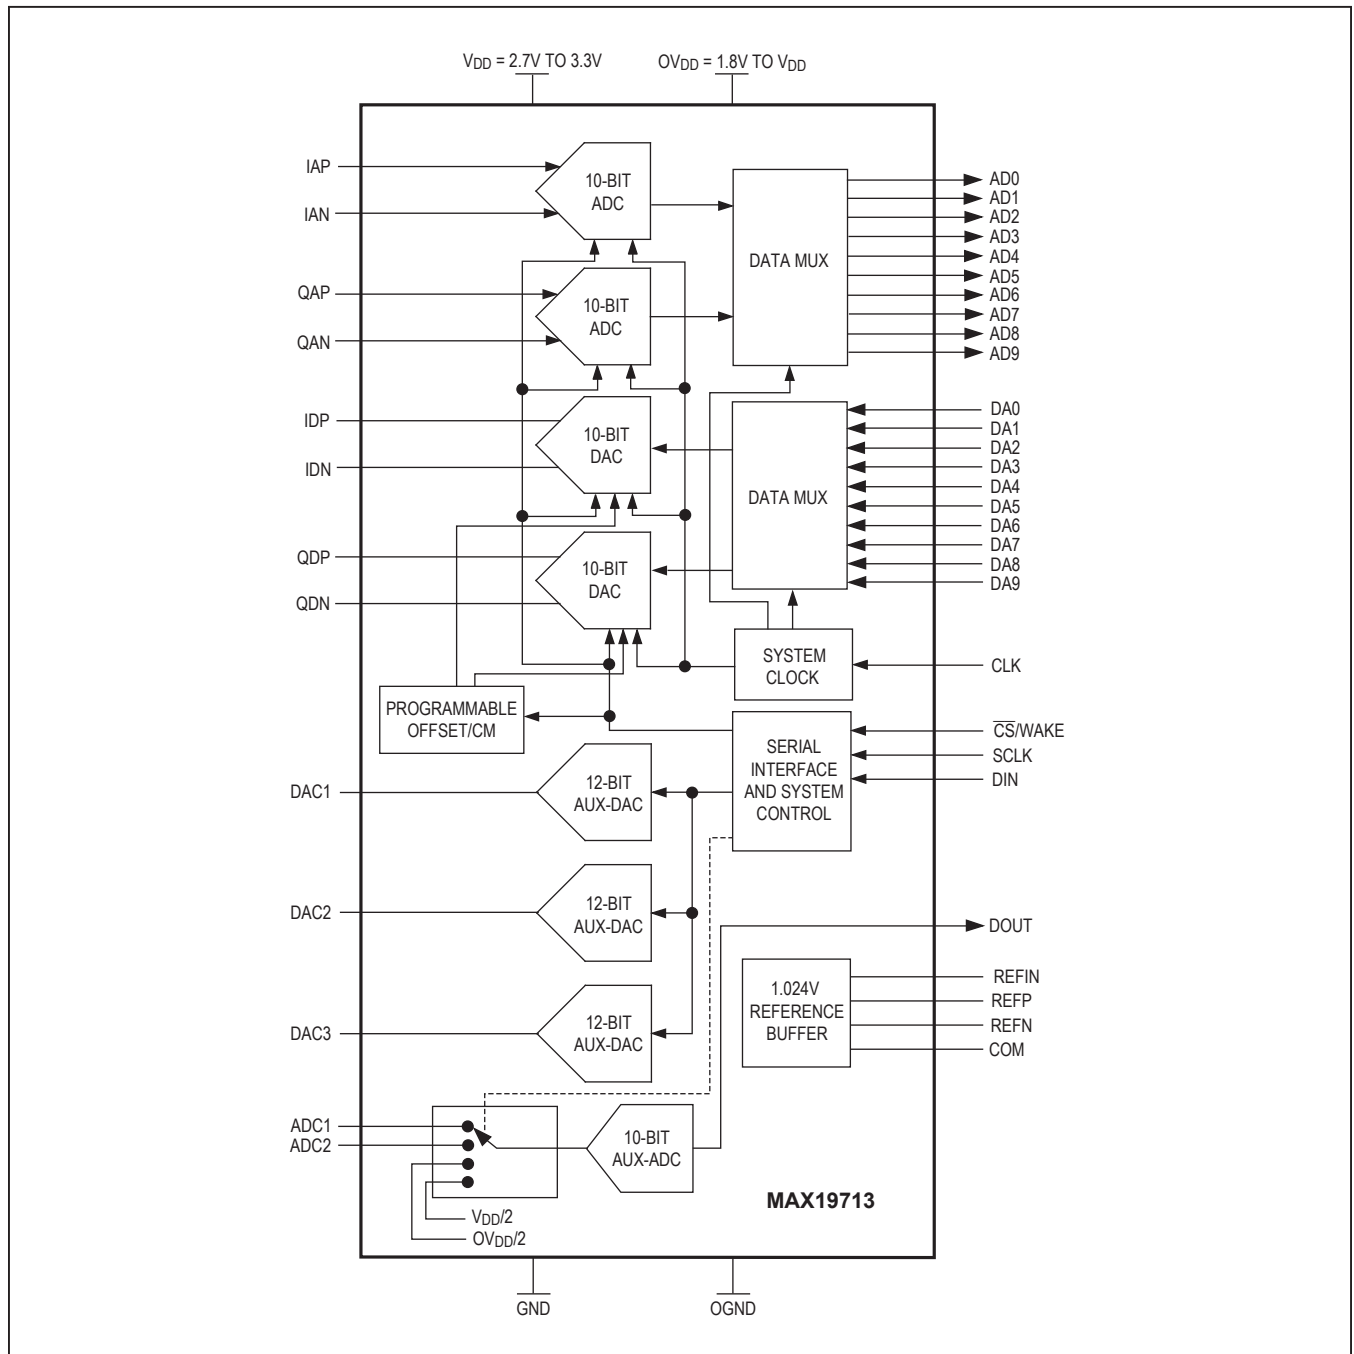 VDD = 2.7V TO 3.3V
OVDD = 1.8V TO VDD
IAP
IAN
10-BIT
ADC
QAP
QAN
10-BIT
ADC
DATA MUX
AD0
AD1
AD2
AD3
AD4
AD5
AD6
AD7
AD8
AD9
IDP
IDN
10-BIT
DAC
QDP
QDN
10-BIT
DAC
DATA MUX
DA0
DA1
DA2
DA3
DA4
DA5
DA6
DA7
DA8
DA9
SYSTEM
CLOCK
CLK
PROGRAMMABLE
OFFSET/CM
SERIAL
INTERFACE
AND SYSTEM
CONTROL
C̅S̅/WAKE
SCLK
DIN
DAC1
12-BIT
AUX-DAC
DAC2
12-BIT
AUX-DAC
DOUT
DAC3
12-BIT
AUX-DAC
1.024V
REFERENCE
BUFFER
REFIN
REFP
REFN
COM
ADC1
ADC2
10-BIT
AUX-ADC
VDD/2
OVDD/2
MAX19713
GND
OGND